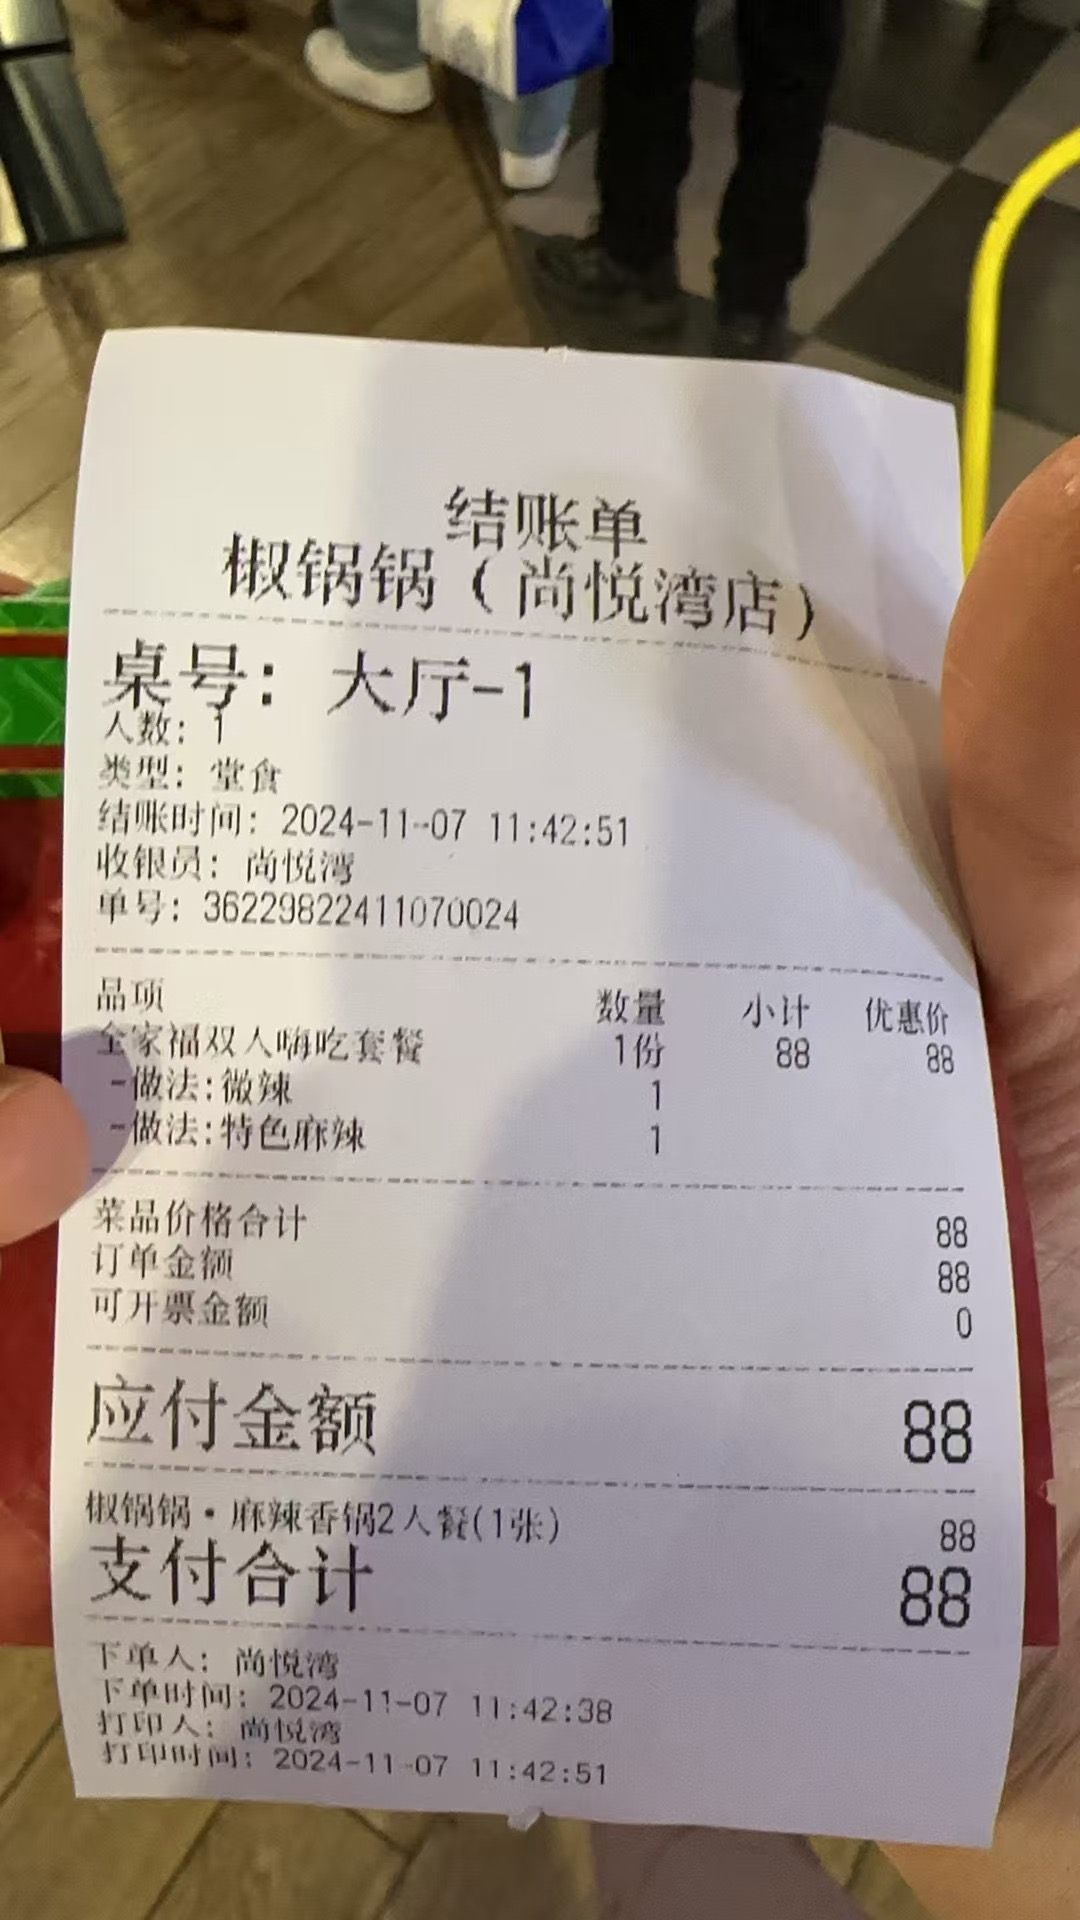 结账单
椒锅锅（尚悦湾店）
桌号：大厅-1
人数：1
类型：堂食
结账时间：2024-11-07 11:42:51
收银员：尚悦湾
单号：36229822411070024
品项 数量 小计 优惠价
全家福双人嗨吃套餐 1份 88 88
-做法:微辣 1
-做法:特色麻辣 1
菜品价格合计 88
订单金额 88
可开票金额 0
应付金额 88
椒锅锅·麻辣香锅2人餐(1张) 88
支付合计 88
下单人：尚悦湾
下单时间：2024-11-07 11:42:38
打印人：尚悦湾
打印时间：2024-11-07 11:42:51